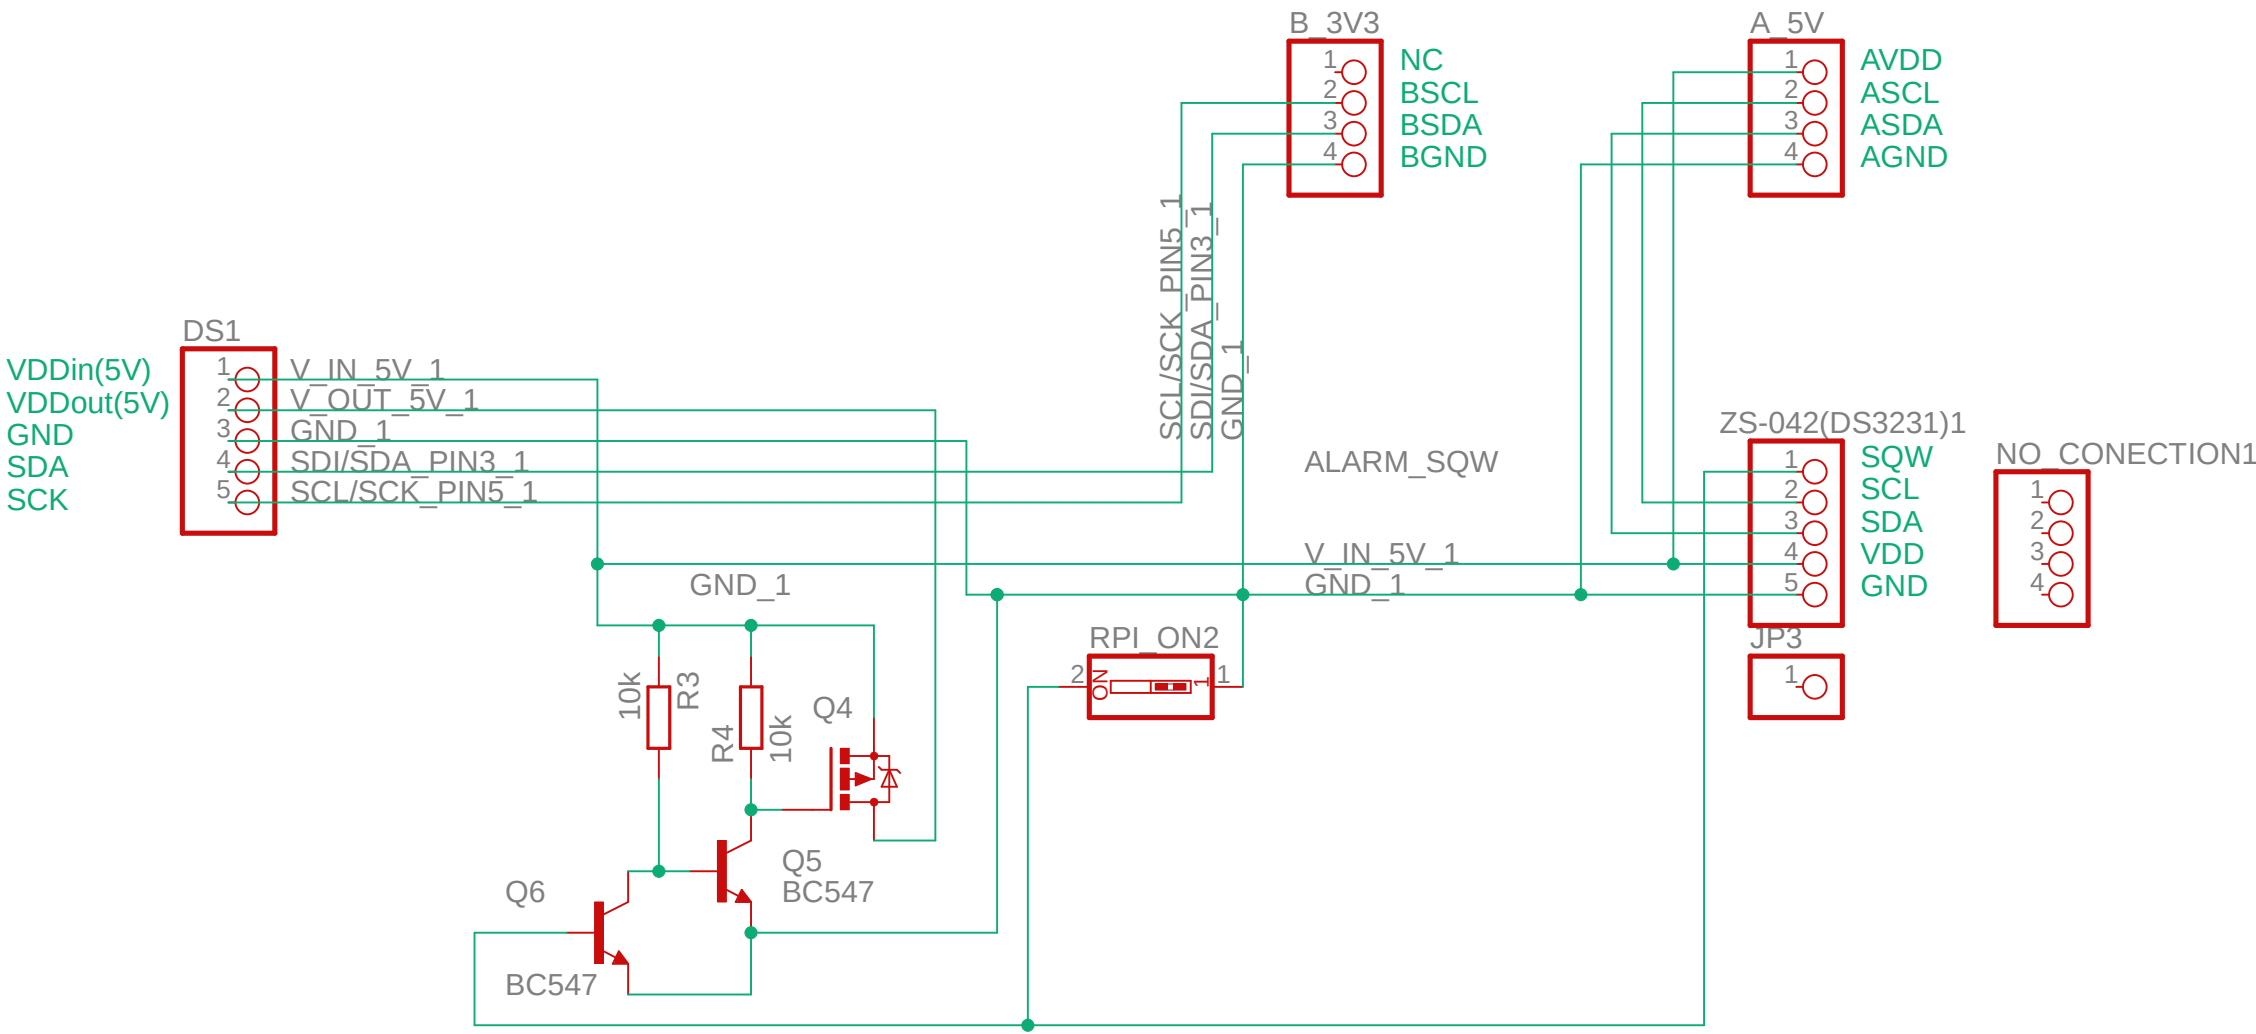 B_3V3
1 NC
2 BSCL
3 BSDA
4 BGND
A_5V
1 AVDD
2 ASCL
3 ASDA
4 AGND
SCL/SCK_PIN5_1
SDI/SDA_PIN3_1
GND_1
DS1
VDDin(5V) 1 V_IN_5V_1
VDDout(5V) 2 V_OUT_5V_1
GND 3 GND_1
SDA 4 SDI/SDA_PIN3_1
SCK 5 SCL/SCK_PIN5_1
ZS-042(DS3231)1
ALARM_SQW 1 SQW
2 SCL
3 SDA
V_IN_5V_1 4 VDD
GND_1 5 GND
NO_CONECTION1
1
2
3
4
GND_1
RPI_ON2
2 ON 1 1
JP3
1
10k R3
R4 10k
Q4
Q5
BC547
Q6
BC547